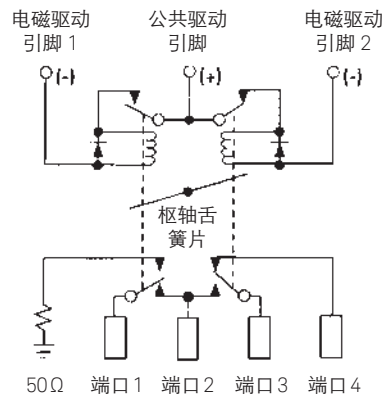 电磁驱动 公共驱动 电磁驱动
引脚 1 引脚 引脚 2
(-) (+) (-)
枢轴舌
簧片
50Ω 端口1 端口2 端口3 端口4